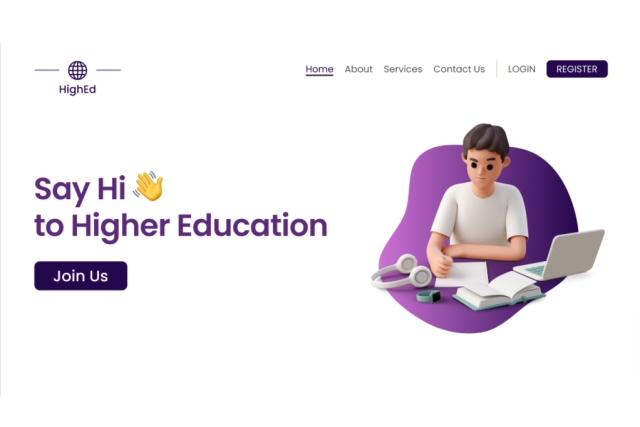 HighEd
Home About Services Contact Us LOGIN REGISTER
Say Hi 👋
to Higher Education
Join Us